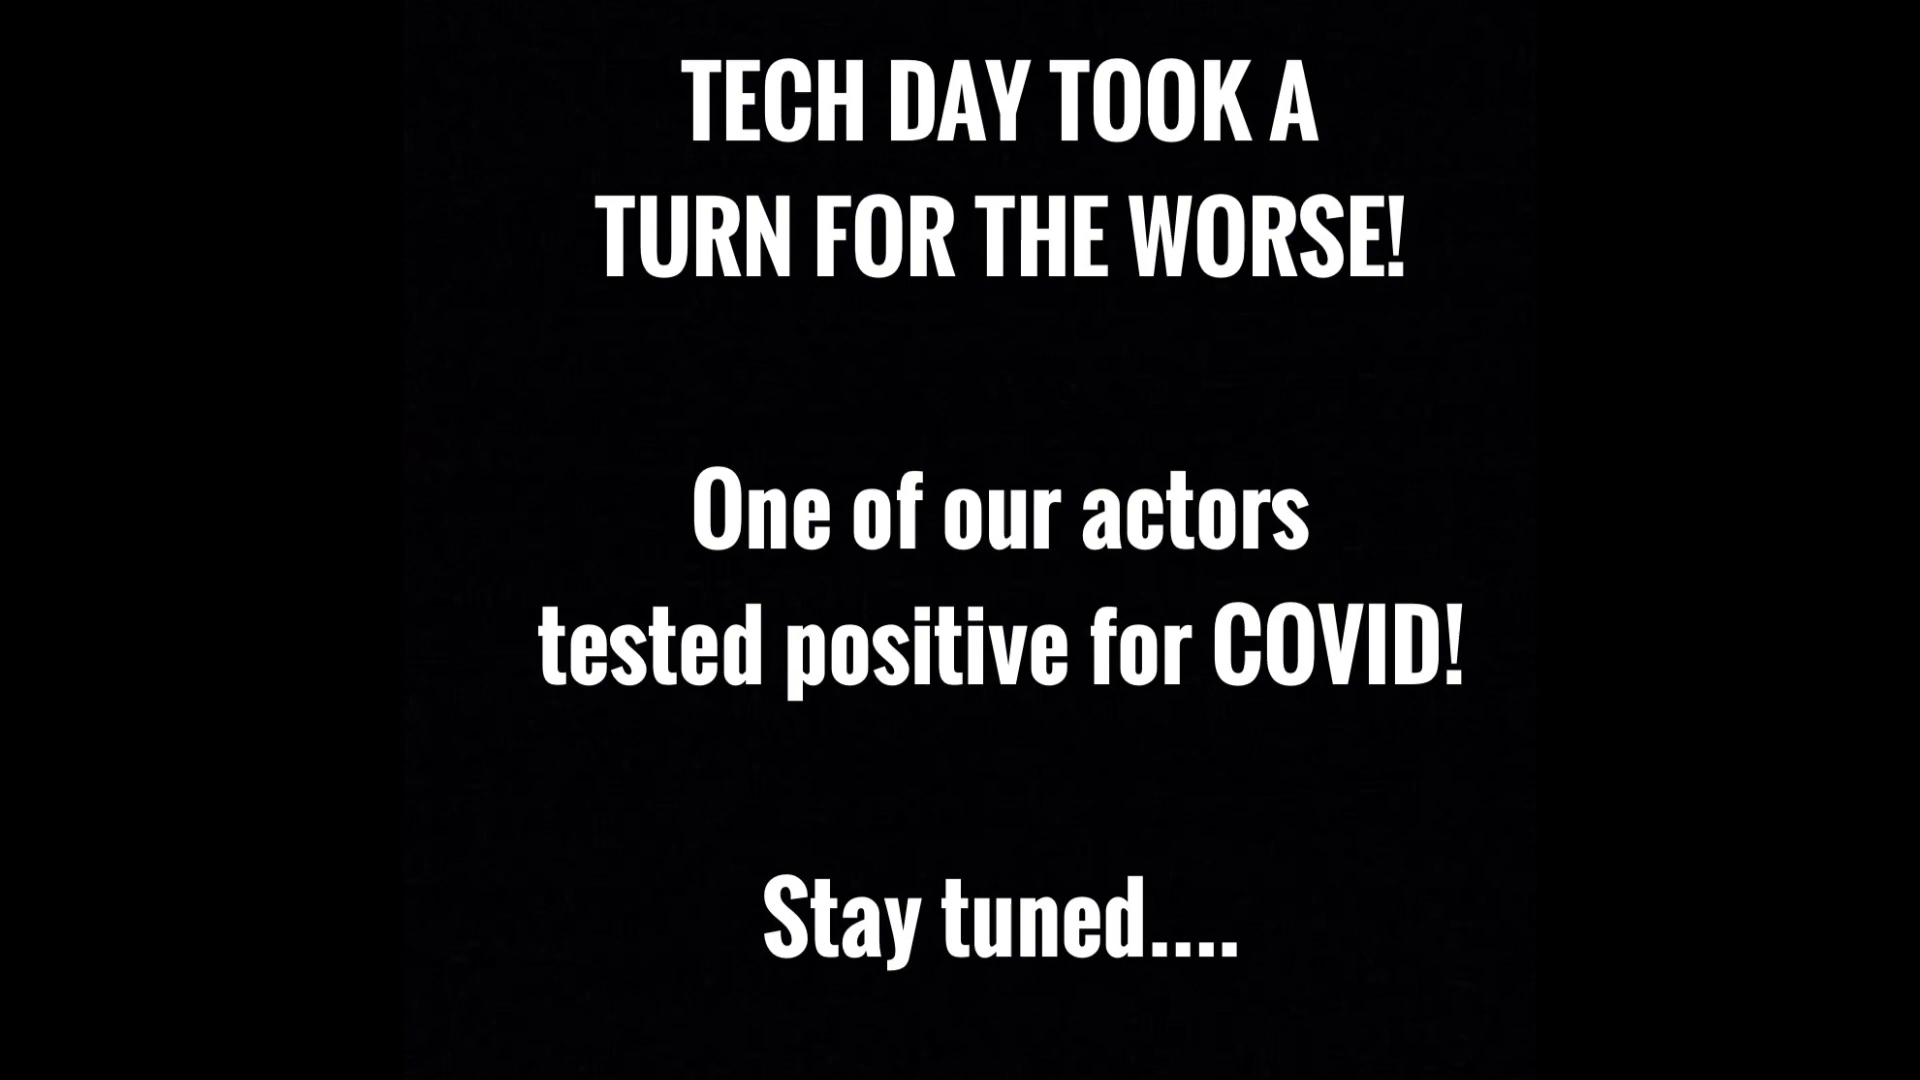 TECH DAY TOOK A
TURN FOR THE WORSE!
One of our actors
tested positive for COVID!
Stay tuned....